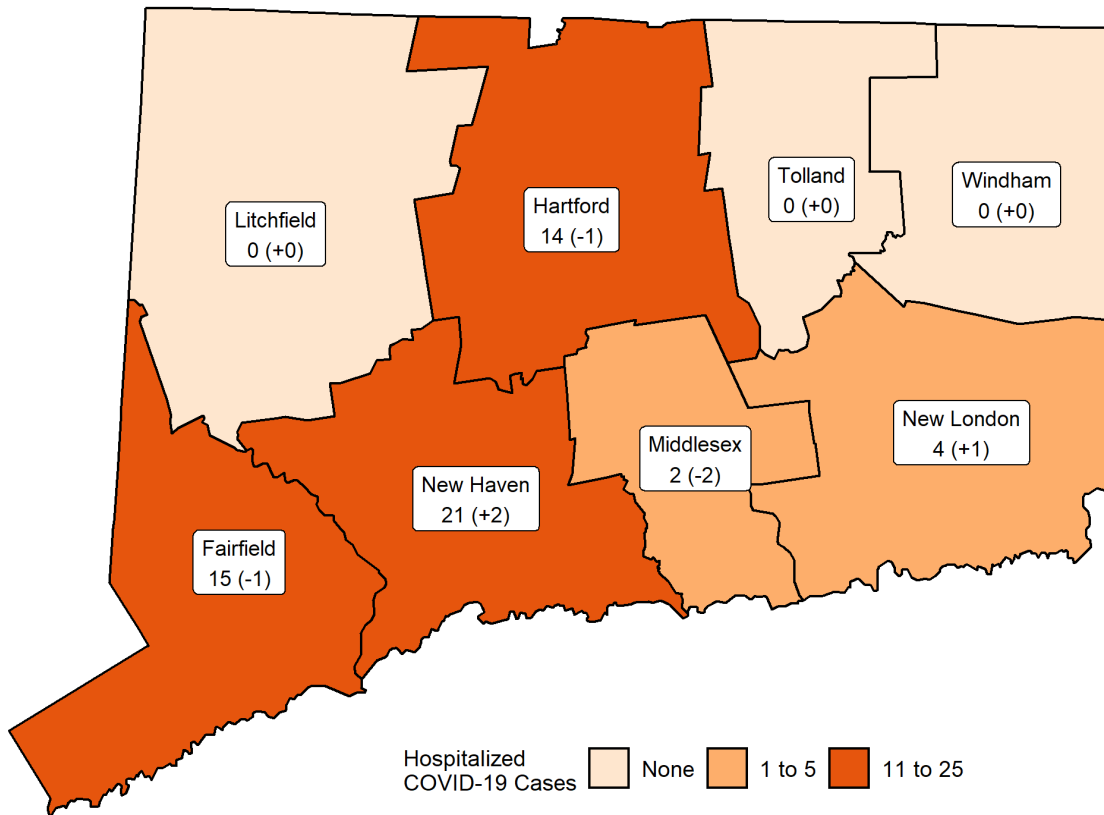 Litchfield
0 (+0)
Hartford
14 (-1)
Tolland
0 (+0)
Windham
0 (+0)
Fairfield
15 (-1)
New Haven
21 (+2)
Middlesex
2 (-2)
New London
4 (+1)
Hospitalized
COVID-19 Cases
None
1 to 5
11 to 25